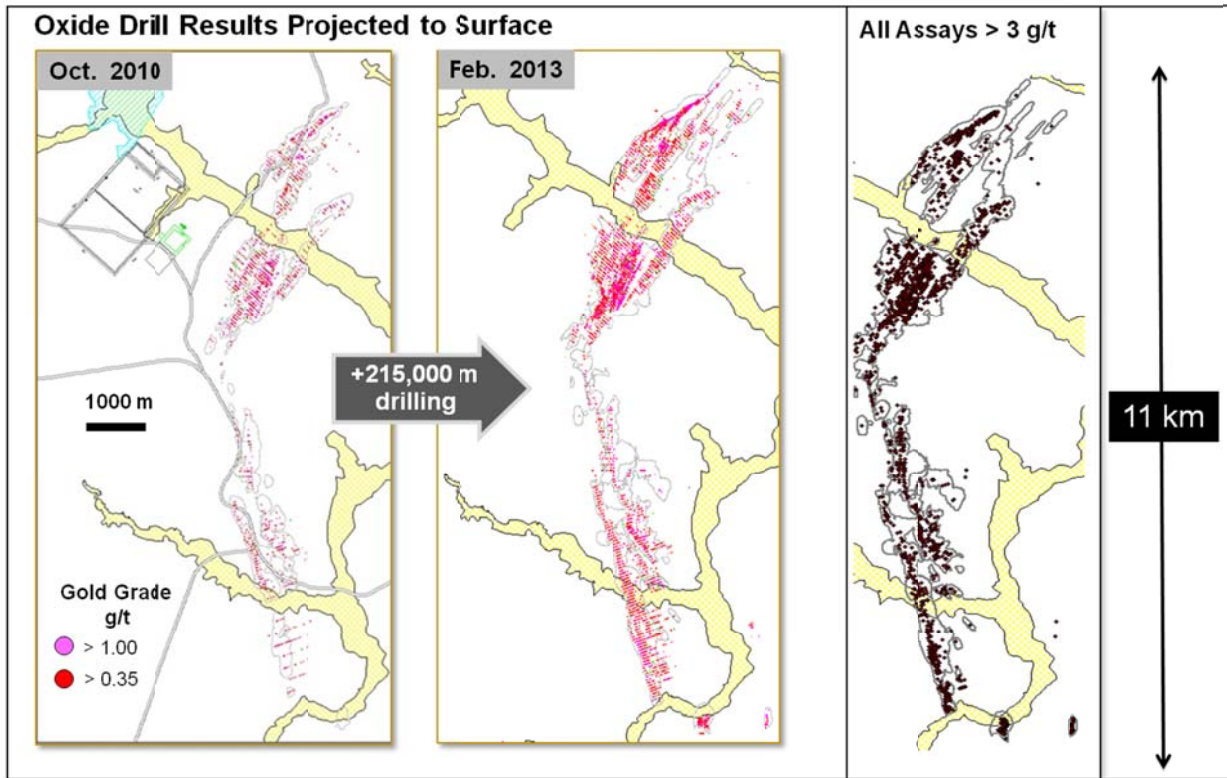 Oxide Drill Results Projected to Surface
All Assays > 3 g/t
Oct. 2010
Feb. 2013
+215,000 m
drilling
1000 m
11 km
Gold Grade
g/t
> 1.00
> 0.35